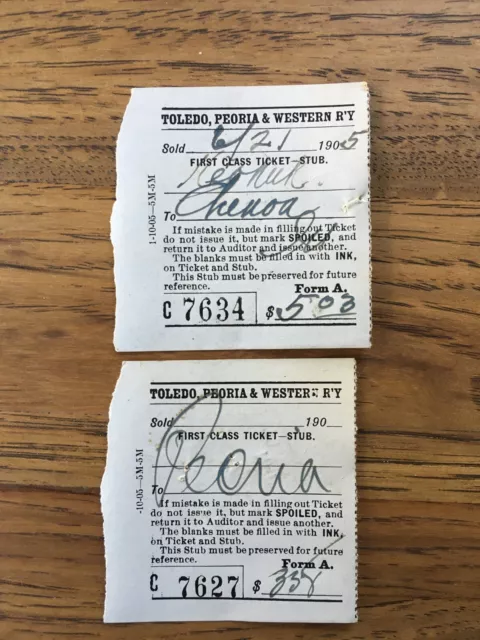 TOLEDO, PEORIA & WESTERN R'Y
Sold 6/21 1905
FIRST CLASS TICKET—STUB.
Keokuk
To Chenoa
If mistake is made in filling out Ticket
do not issue it, but mark SPOILED, and
return it to Auditor and issue another.
The blanks must be filled in with INK,
on Ticket and Stub.
This Stub must be preserved for future
reference. Form A.
C 7634 $ 503
1-10-05—5M-5M
TOLEDO, PEORIA & WESTERN R'Y
Sold 190
FIRST CLASS TICKET—STUB.
Peoria
To
If mistake is made in filling out Ticket
do not issue it, but mark SPOILED, and
return it to Auditor and issue another.
The blanks must be filled in with INK,
on Ticket and Stub.
This Stub must be preserved for future
reference. Form A.
C 7627 $ 338
-10-05—5M-5M